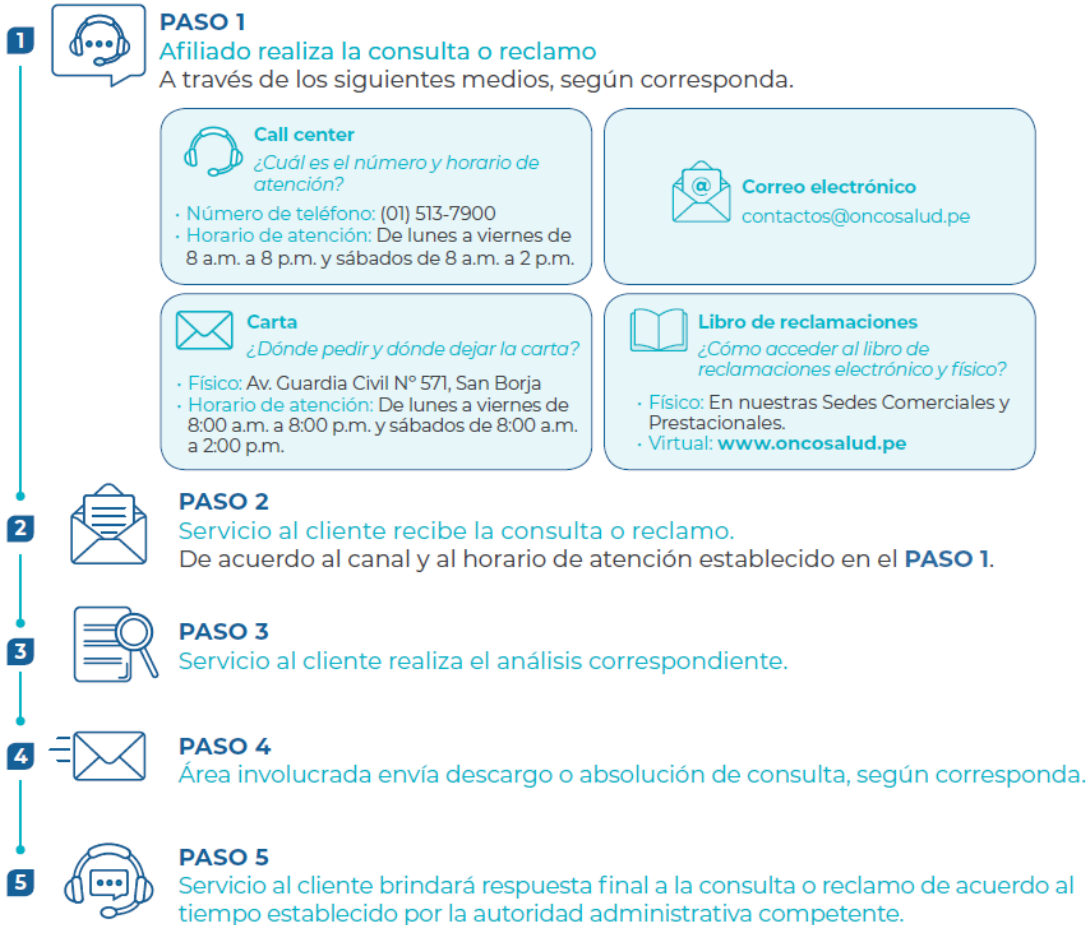 1
PASO 1
Afiliado realiza la consulta o reclamo
A través de los siguientes medios, según corresponda.
Call center
¿Cuál es el número y horario de
atención?
· Número de teléfono: (01) 513-7900
· Horario de atención: De lunes a viernes de
8 a.m. a 8 p.m. y sábados de 8 a.m. a 2 p.m.
@
Correo electrónico
contactos@oncosalud.pe
Carta
¿Dónde pedir y dónde dejar la carta?
· Físico: Av. Guardia Civil Nº 571, San Borja
· Horario de atención: De lunes a viernes de
8:00 a.m. a 8:00 p.m. y sábados de 8:00 a.m.
a 2:00 p.m.
Libro de reclamaciones
¿Cómo acceder al libro de
reclamaciones electrónico y físico?
· Físico: En nuestras Sedes Comerciales y
Prestacionales.
· Virtual: www.oncosalud.pe
2
PASO 2
Servicio al cliente recibe la consulta o reclamo.
De acuerdo al canal y al horario de atención establecido en el PASO 1.
3
PASO 3
Servicio al cliente realiza el análisis correspondiente.
4
PASO 4
Área involucrada envía descargo o absolución de consulta, según corresponda.
5
PASO 5
Servicio al cliente brindará respuesta final a la consulta o reclamo de acuerdo al
tiempo establecido por la autoridad administrativa competente.